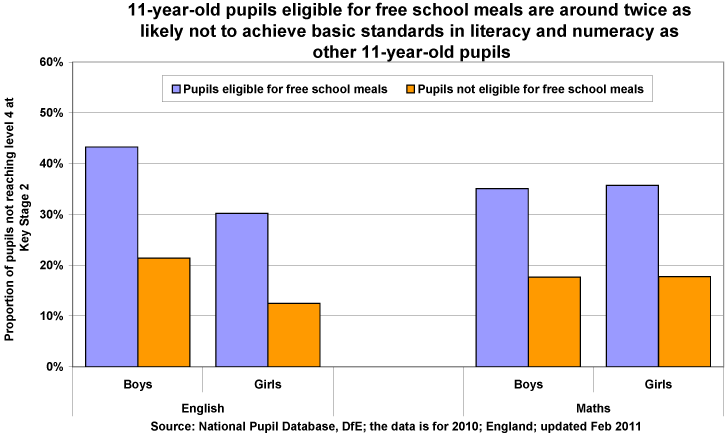 11-year-old pupils eligible for free school meals are around twice as
likely not to achieve basic standards in literacy and numeracy as
other 11-year-old pupils
Proportion of pupils not reaching level 4 at
Key Stage 2
60%
50%
40%
30%
20%
10%
0%
Pupils eligible for free school meals Pupils not eligible for free school meals
Boys Girls Boys Girls
English Maths
Source: National Pupil Database, DfE; the data is for 2010; England; updated Feb 2011